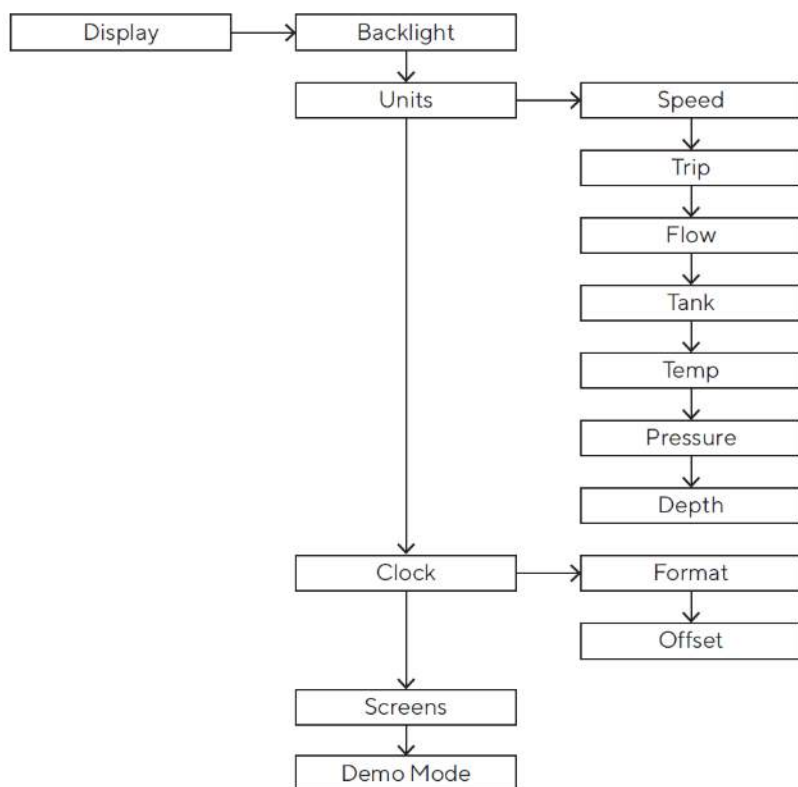 Display
Backlight
Units
Speed
Trip
Flow
Tank
Temp
Pressure
Depth
Clock
Format
Offset
Screens
Demo Mode